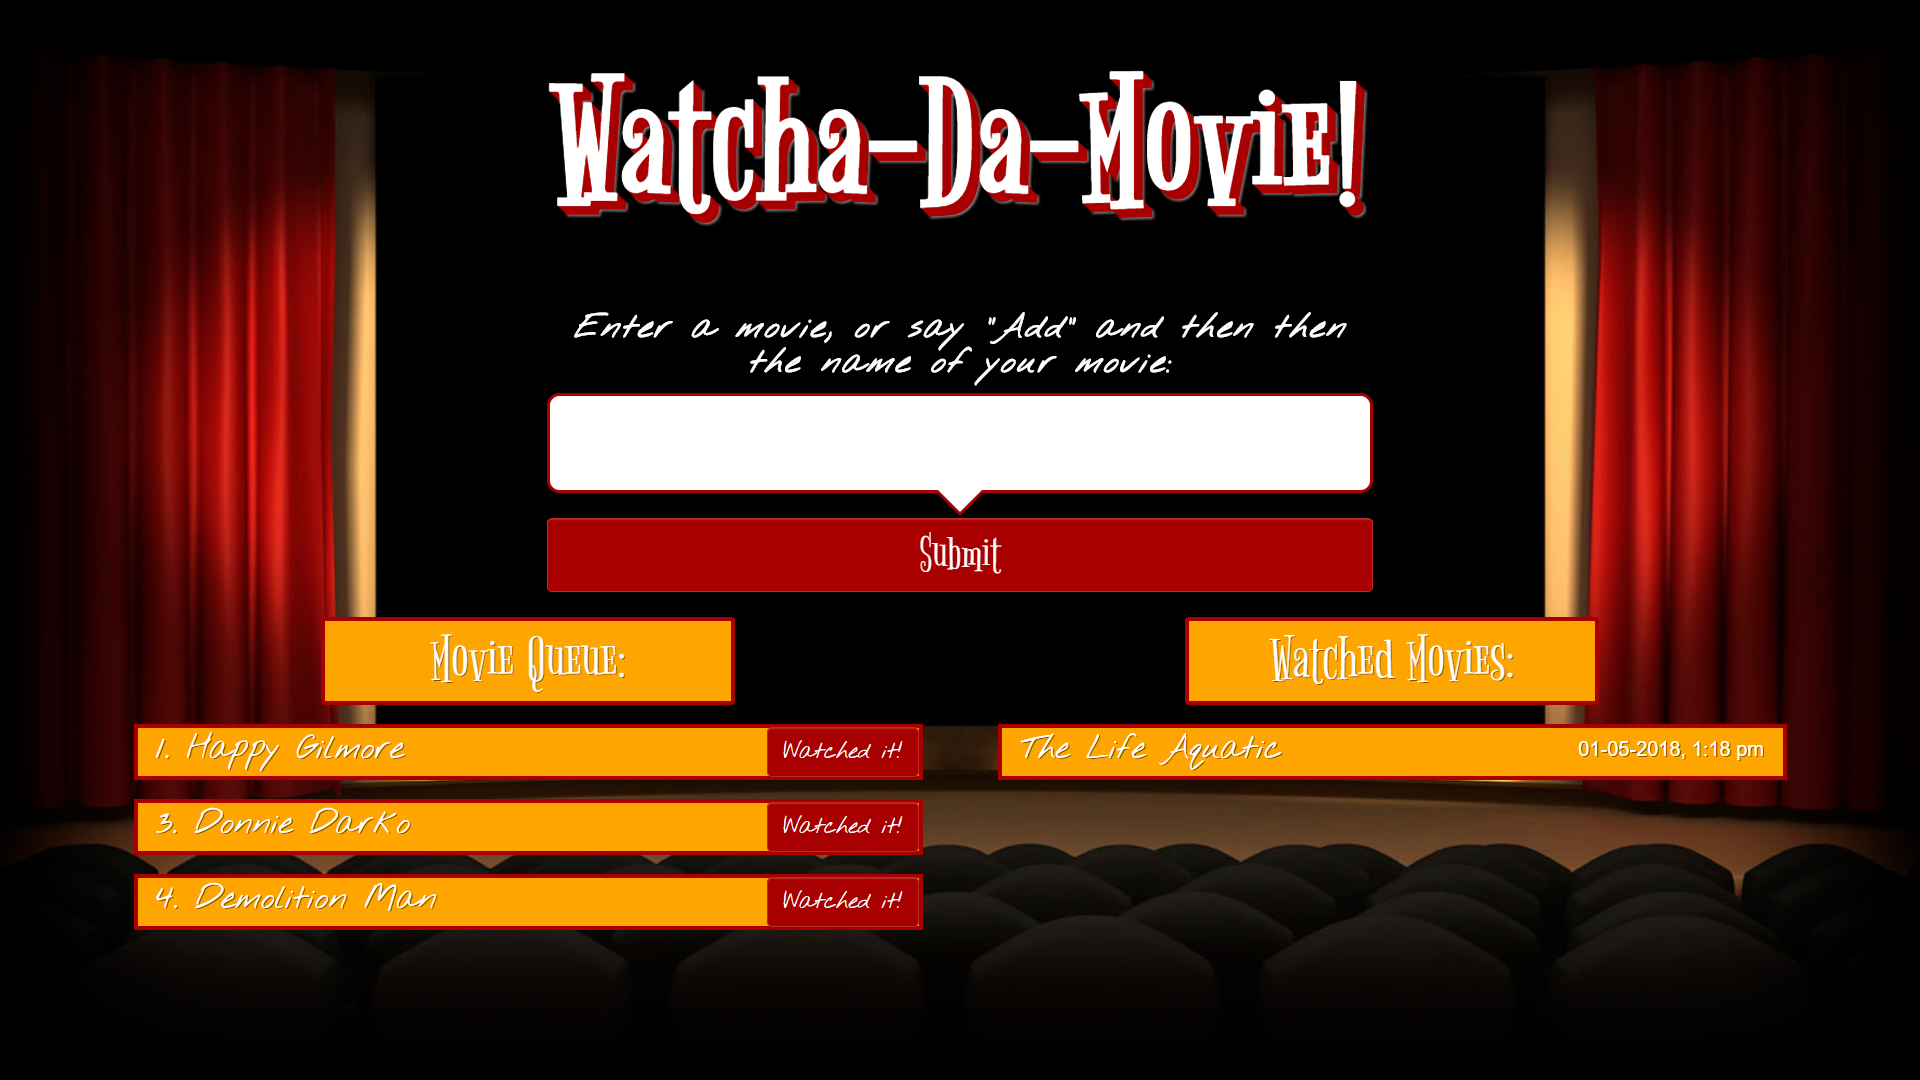 Watcha-Da-Movie!
Enter a movie, or say "Add" and then then
the name of your movie:
Submit
Movie Queue:
Watched Movies:
1. Happy Gilmore
Watched it!
The Life Aquatic
01-05-2018, 1:18 pm
3. Donnie Darko
Watched it!
4. Demolition Man
Watched it!